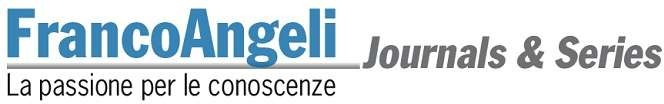 FrancoAngeli Journals & Series
La passione per le conoscenze